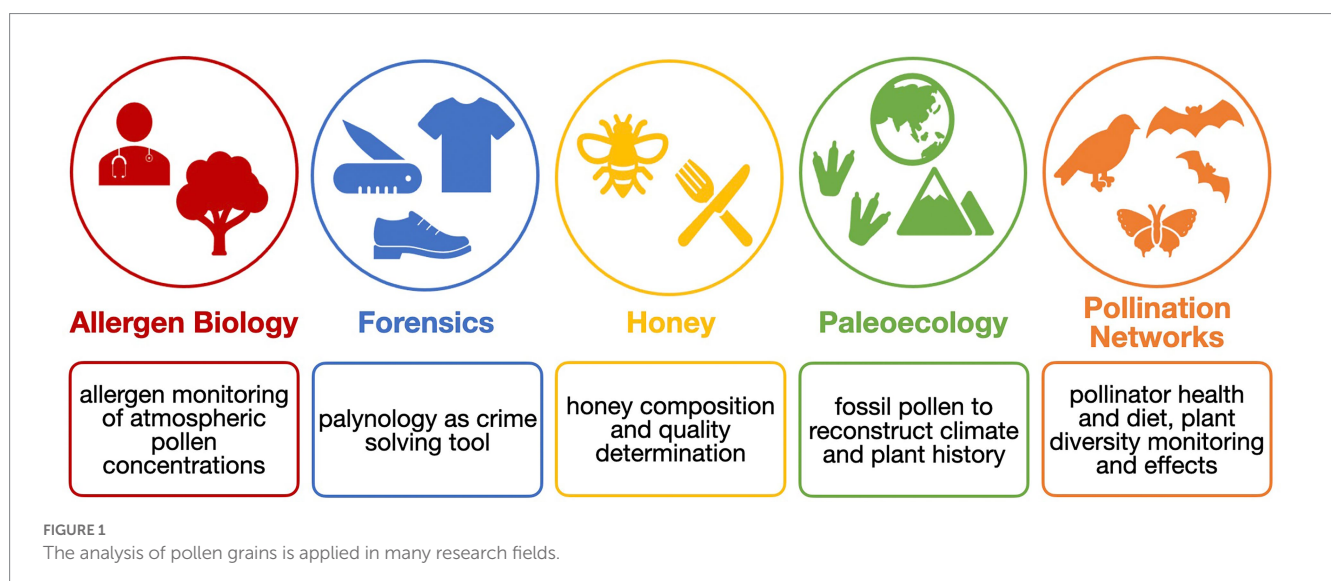 Allergen Biology
Forensics
Honey
Paleoecology
Pollination
Networks
allergen monitoring
of atmospheric
pollen
concentrations
palynology as crime
solving tool
honey composition
and quality
determination
fossil pollen to
reconstruct climate
and plant history
pollinator health
and diet, plant
diversity monitoring
and effects
FIGURE 1
The analysis of pollen grains is applied in many research fields.